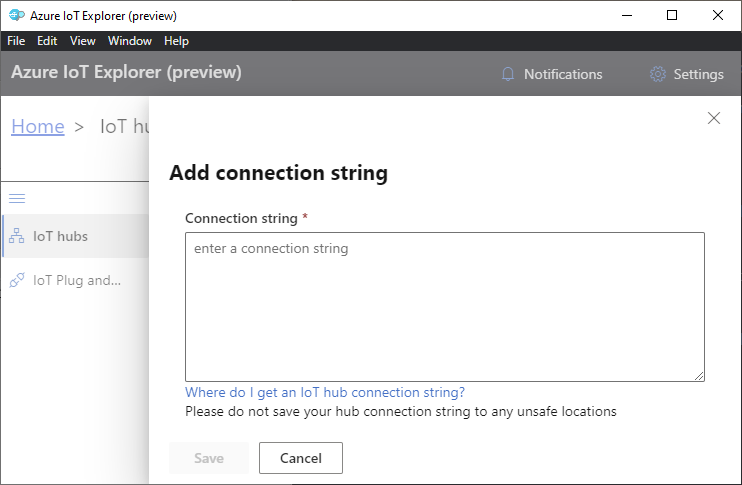 Azure IoT Explorer (preview)
File Edit View Window Help
Azure IoT Explorer (preview) Notifications Settings
Home > IoT hu
Add connection string
Connection string *
IoT hubs
enter a connection string
IoT Plug and...
Where do I get an IoT hub connection string?
Please do not save your hub connection string to any unsafe locations
Save Cancel